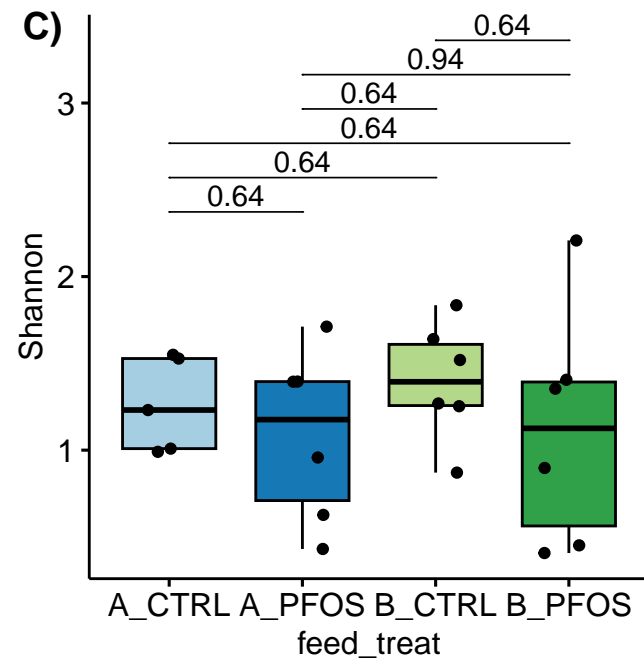 C)
0.64
0.94
0.64
0.64
0.64
0.64
3
2
1
Shannon
A_CTRL A_PFOS B_CTRL B_PFOS
feed_treat